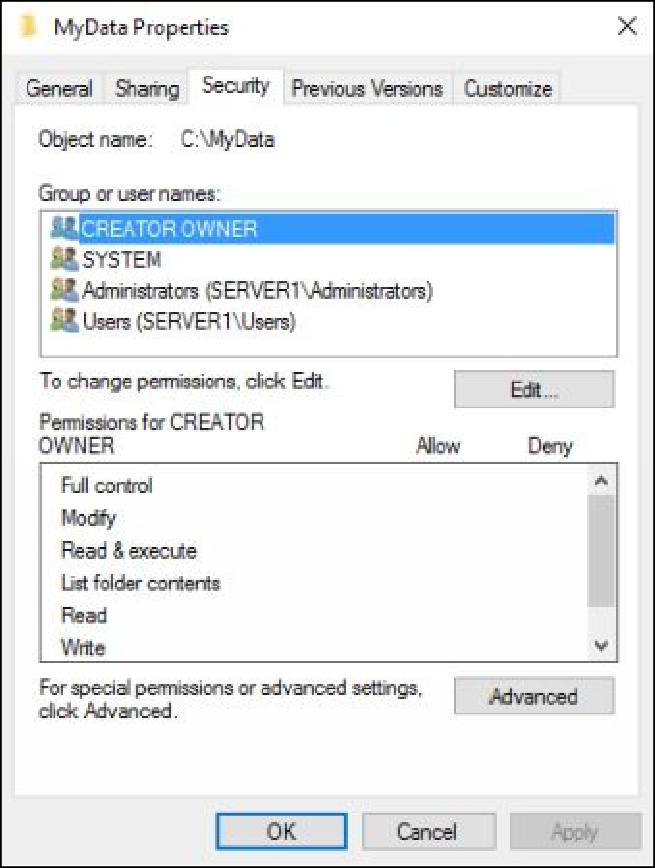 MyData Properties
General Sharing Security Previous Versions Customize
Object name: C:\MyData
Group or user names:
CREATOR OWNER
SYSTEM
Administrators (SERVER1\Administrators)
Users (SERVER1\Users)
To change permissions, click Edit.
Edit...
Permissions for CREATOR
OWNER Allow Deny
Full control
Modify
Read & execute
List folder contents
Read
Write
For special permissions or advanced settings,
click Advanced.
Advanced
OK Cancel Apply